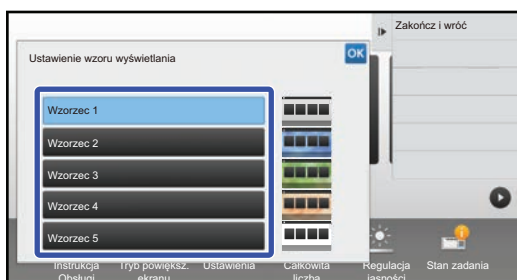 Zakończ i wróć
Ustawienie wzoru wyświetlania
OK
Wzorzec 1
Wzorzec 2
Wzorzec 3
Wzorzec 4
Wzorzec 5
Instrukcja Tryb powiększ. Ustawienia Całkowita Regulacja Stan zadania
Obsługi ekranu liczba jasności